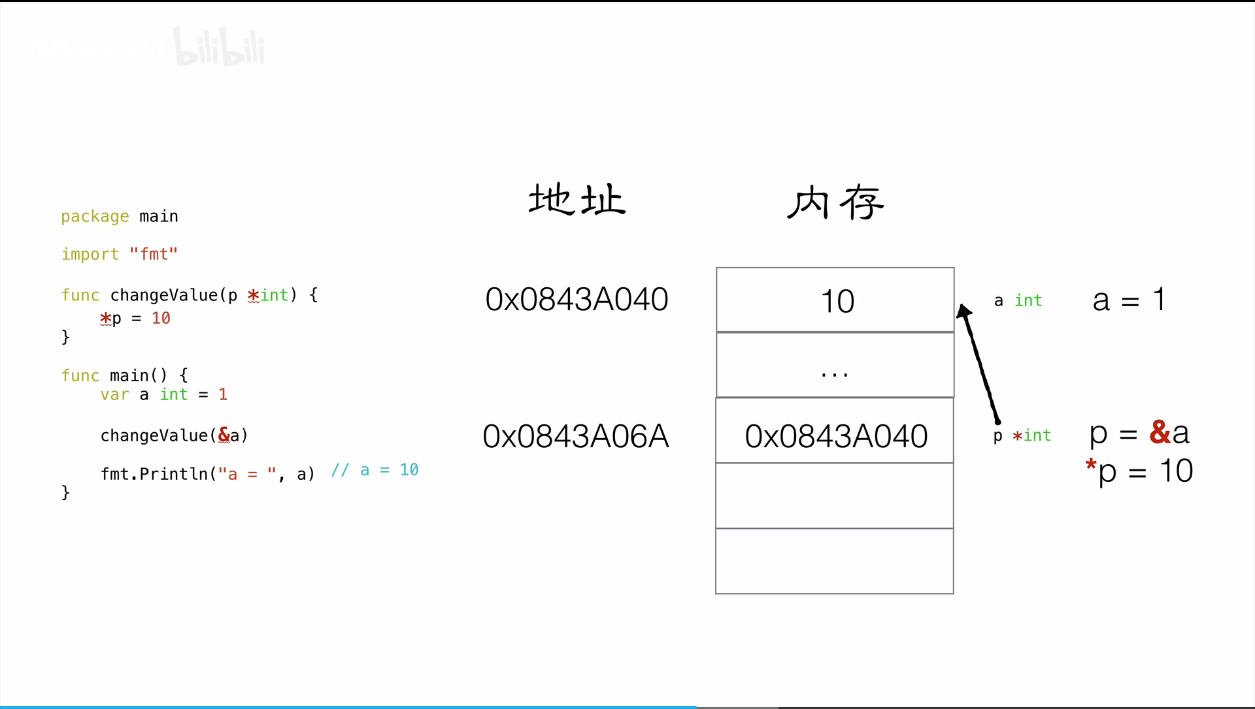 bilibili
地址
内存
package main
import "fmt"
func changeValue(p *int) {
*p = 10
}
func main() {
var a int = 1
changeValue(&a)
fmt.Println("a = ", a) // a = 10
}
0x0843A040
10
a int
a = 1
...
0x0843A06A
0x0843A040
p *int
p = &a
*p = 10